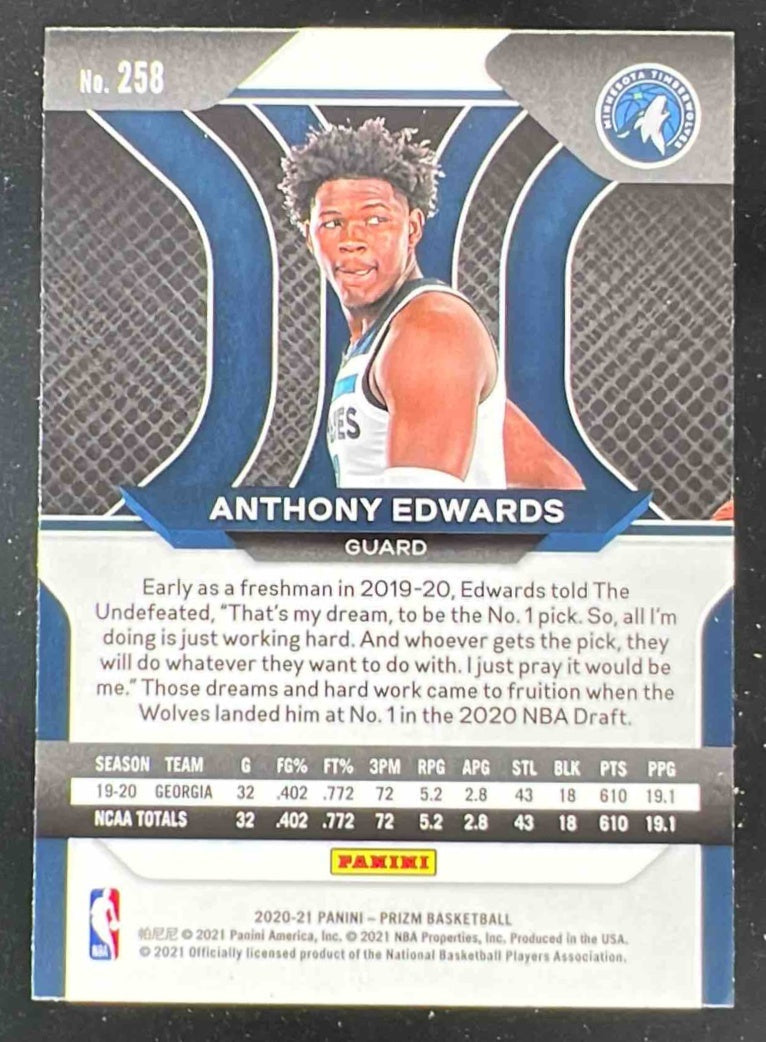 No. 258
MINNESOTA TIMBERWOLVES
VES
ANTHONY EDWARDS
GUARD
Early as a freshman in 2019-20, Edwards told The
Undefeated, "That's my dream, to be the No. 1 pick. So, all I'm
doing is just working hard. And whoever gets the pick, they
will do whatever they want to do with. I just pray it would be
me." Those dreams and hard work came to fruition when the
Wolves landed him at No. 1 in the 2020 NBA Draft.
SEASON TEAM G FG% FT% 3PM RPG APG STL BLK PTS PPG
19-20 GEORGIA 32 .402 .772 72 5.2 2.8 43 18 610 19.1
NCAA TOTALS 32 .402 .772 72 5.2 2.8 43 18 610 19.1
PANINI
2020-21 PANINI – PRIZM BASKETBALL
帕尼尼 © 2021 Panini America, Inc. © 2021 NBA Properties, Inc. Produced in the USA.
© 2021 Officially licensed product of the National Basketball Players Association.
NBA